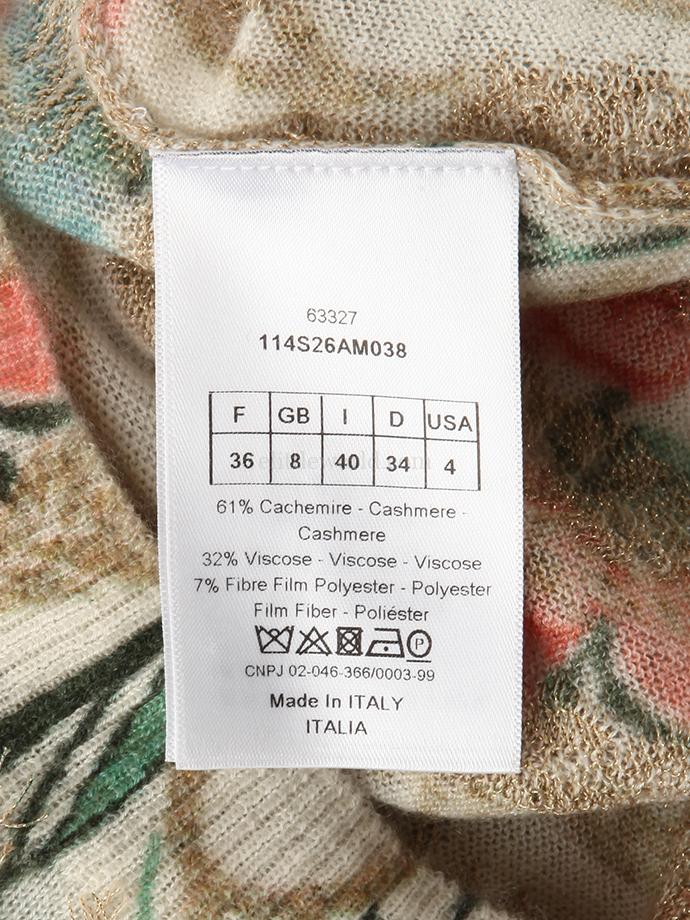 63327
114S26AM038
F GB I D USA
36 8 40 34 4
61% Cachemire - Cashmere -
Cashmere
32% Viscose - Viscose - Viscose
7% Fibre Film Polyester - Polyester
Film Fiber - Poliéster
P
CNPJ 02-046-366/0003-99
Made In ITALY
ITALIA